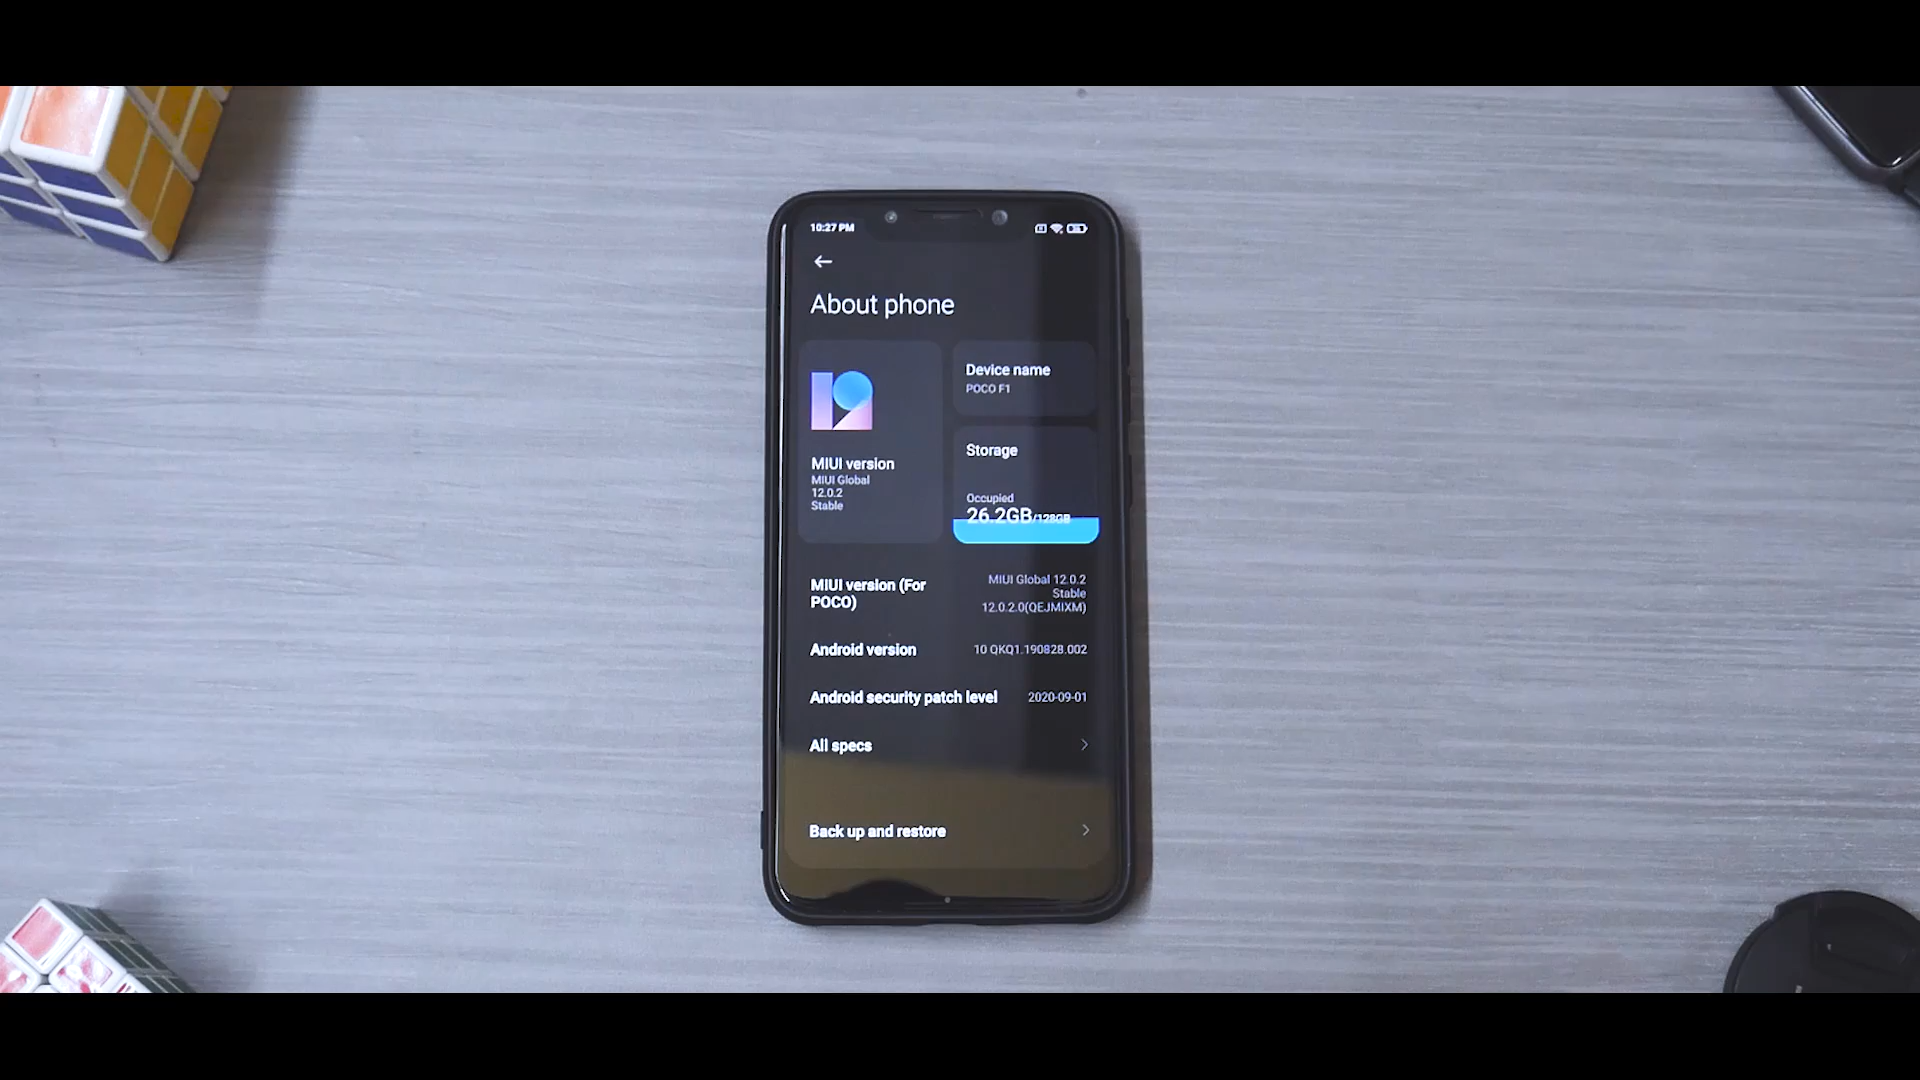 10:27 PM
About phone
MIUI version
MIUI Global
12.0.2
Stable
Device name
POCO F1
Storage
Occupied
26.2GB/128GB
MIUI version (For
POCO)
MIUI Global 12.0.2
Stable
12.0.2.0(QEJMIXM)
Android version
10 QKQ1.190828.002
Android security patch level
2020-09-01
All specs
Back up and restore